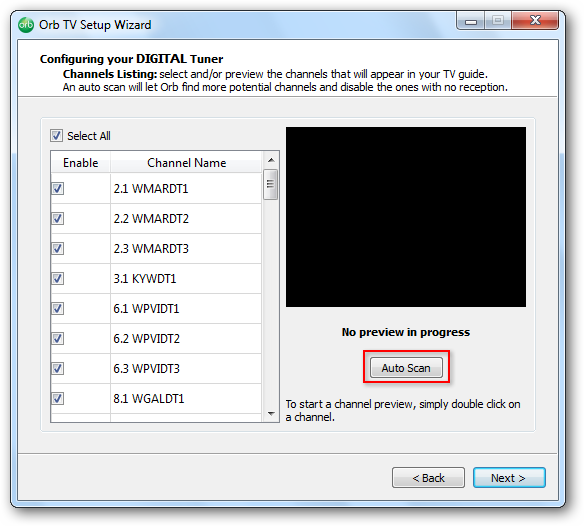 orb Orb TV Setup Wizard
Configuring your DIGITAL Tuner
Channels Listing: select and/or preview the channels that will appear in your TV guide.
An auto scan will let Orb find more potential channels and disable the ones with no reception.
Select All
Enable Channel Name
2.1 WMARDT1
2.2 WMARDT2
2.3 WMARDT3
3.1 KYWDT1
6.1 WPVIDT1
6.2 WPVIDT2
6.3 WPVIDT3
8.1 WGALDT1
No preview in progress
Auto Scan
To start a channel preview, simply double click on
a channel.
< Back Next >